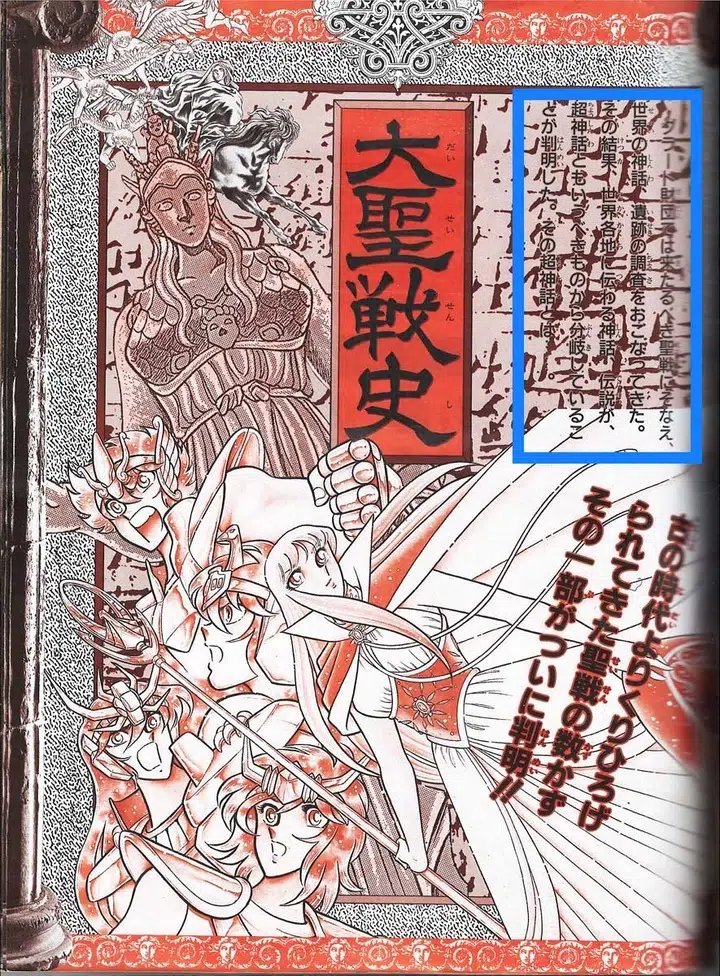 大聖戦史
だいせいせんし
グラード財団では来たるべき聖戦にそなえ、
世界の神話、遺跡の調査をおこなってきた。
その結果、世界各地に伝わる神話、伝説が、
超神話ともいうべきものから分岐しているこ
とが判明した。その超神話とは、
古の時代よりくりひろげ
られてきた聖戦の数かず
その一部がついに判明!!